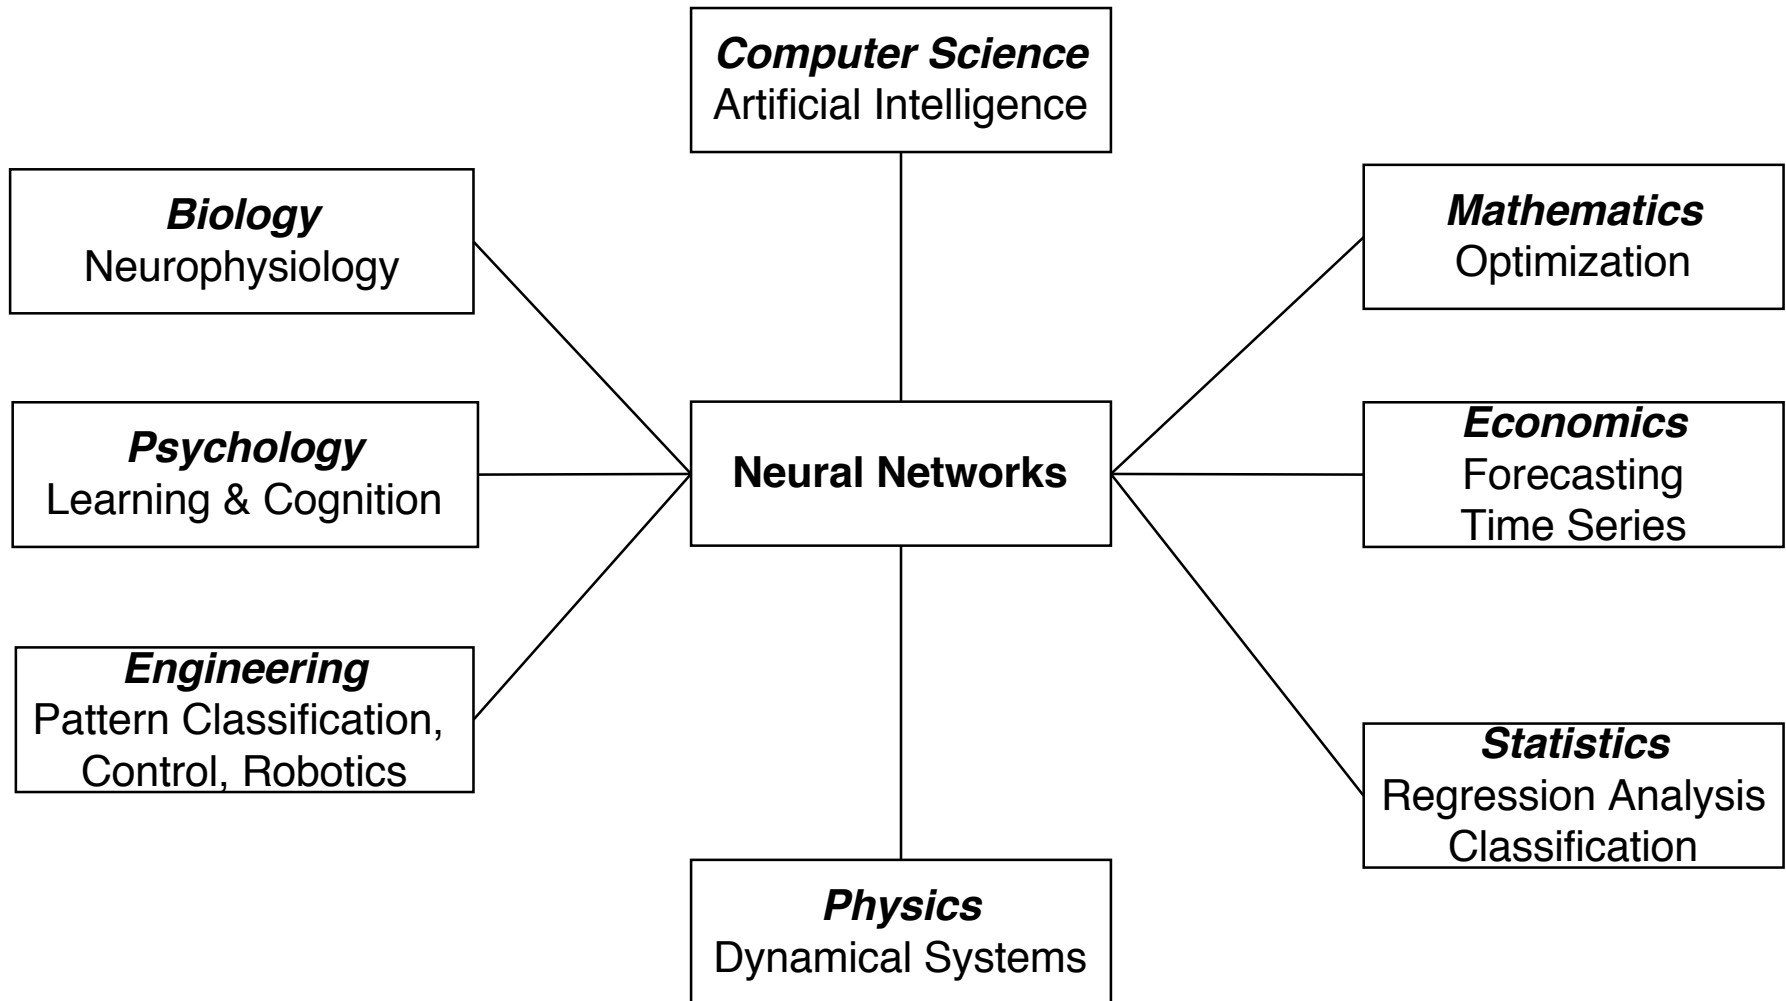 Computer Science
Artificial Intelligence
Biology
Neurophysiology
Mathematics
Optimization
Psychology
Learning & Cognition
Neural Networks
Economics
Forecasting
Time Series
Engineering
Pattern Classification,
Control, Robotics
Statistics
Regression Analysis
Classification
Physics
Dynamical Systems